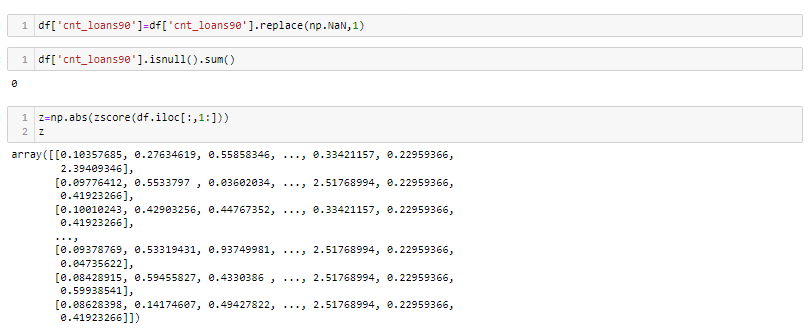 1 df['cnt_loans90']=df['cnt_loans90'].replace(np.NaN,1)
1 df['cnt_loans90'].isnull().sum()
0
1 z=np.abs(zscore(df.iloc[:,1:]))
2 z
array([[0.10357685, 0.27634619, 0.55858346, ..., 0.33421157, 0.22959366,
2.39409346],
[0.09776412, 0.5533797 , 0.03602034, ..., 2.51768994, 0.22959366,
0.41923266],
[0.10010243, 0.42903256, 0.44767352, ..., 0.33421157, 0.22959366,
0.41923266],
...,
[0.09378769, 0.53319431, 0.93749981, ..., 2.51768994, 0.22959366,
0.04735622],
[0.08428915, 0.59455827, 0.4330386 , ..., 2.51768994, 0.22959366,
0.59938541],
[0.08628398, 0.14174607, 0.49427822, ..., 2.51768994, 0.22959366,
0.41923266]])